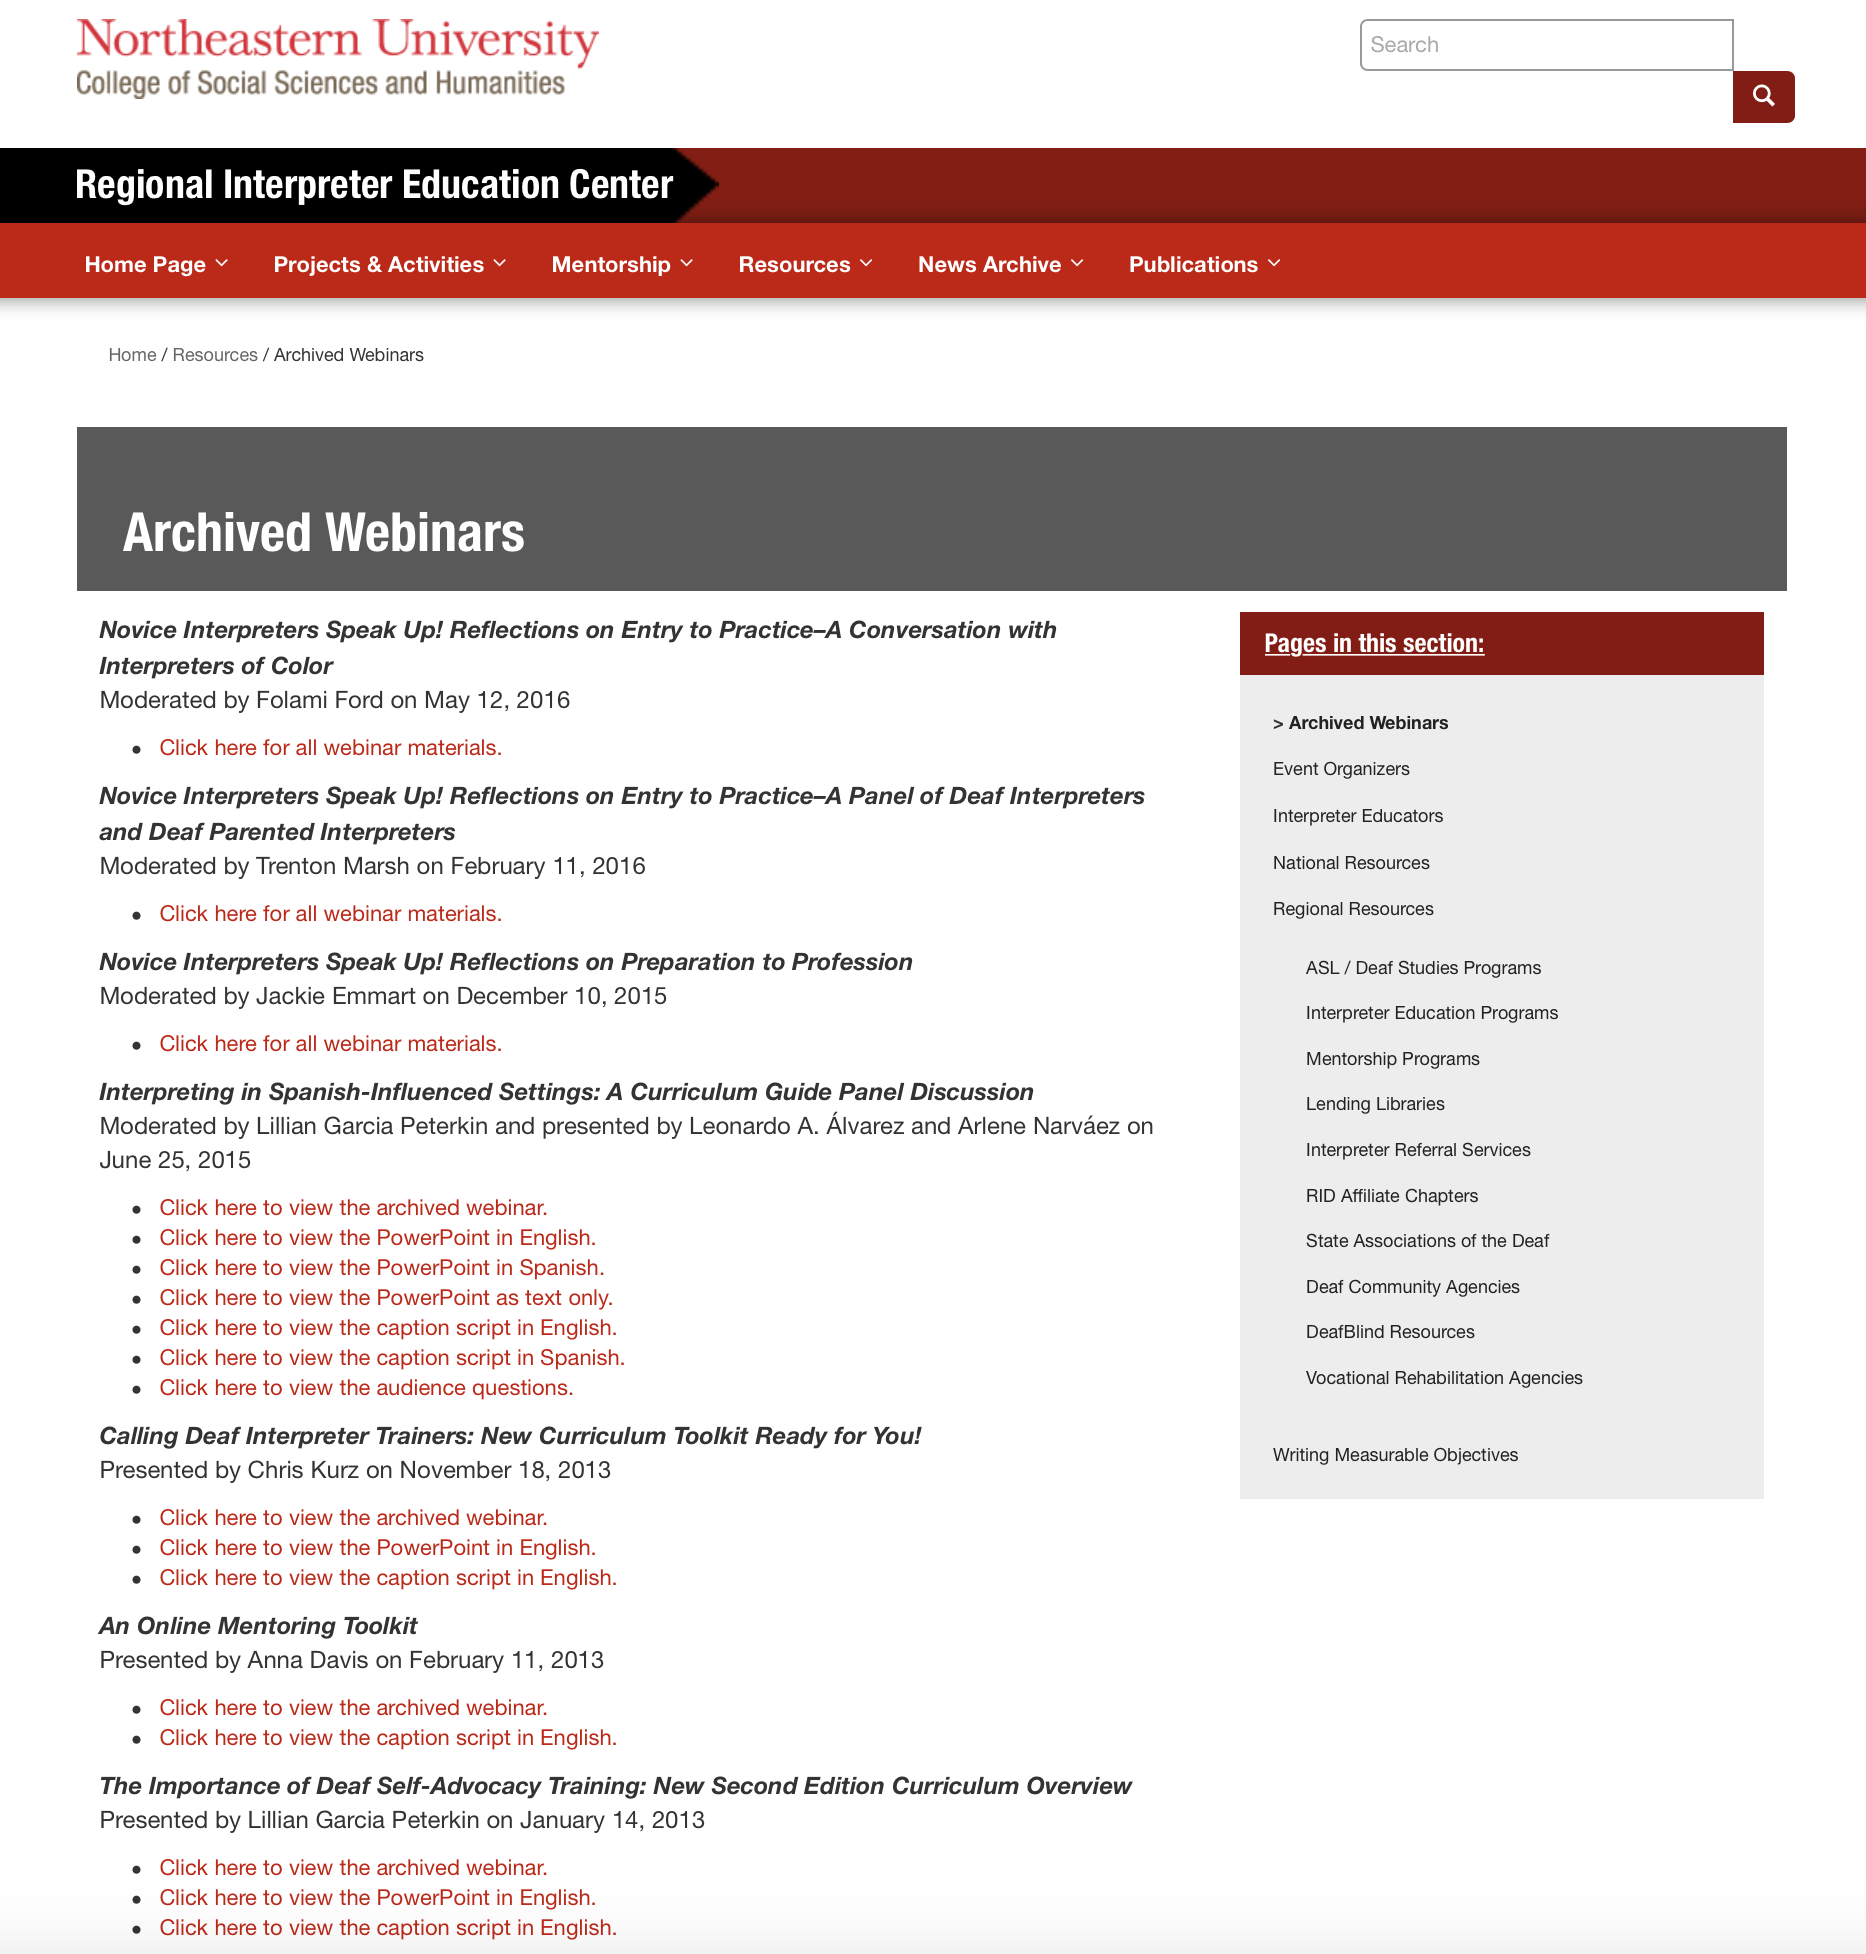 Northeastern University
College of Social Sciences and Humanities
Search
Regional Interpreter Education Center
Home Page
Projects & Activities
Mentorship
Resources
News Archive
Publications
Home / Resources / Archived Webinars
Archived Webinars
Novice Interpreters Speak Up! Reflections on Entry to Practice–A Conversation with
Interpreters of Color
Moderated by Folami Ford on May 12, 2016
• Click here for all webinar materials.
Novice Interpreters Speak Up! Reflections on Entry to Practice–A Panel of Deaf Interpreters
and Deaf Parented Interpreters
Moderated by Trenton Marsh on February 11, 2016
• Click here for all webinar materials.
Novice Interpreters Speak Up! Reflections on Preparation to Profession
Moderated by Jackie Emmart on December 10, 2015
• Click here for all webinar materials.
Interpreting in Spanish-Influenced Settings: A Curriculum Guide Panel Discussion
Moderated by Lillian Garcia Peterkin and presented by Leonardo A. Álvarez and Arlene Narváez on
June 25, 2015
• Click here to view the archived webinar.
• Click here to view the PowerPoint in English.
• Click here to view the PowerPoint in Spanish.
• Click here to view the PowerPoint as text only.
• Click here to view the caption script in English.
• Click here to view the caption script in Spanish.
• Click here to view the audience questions.
Calling Deaf Interpreter Trainers: New Curriculum Toolkit Ready for You!
Presented by Chris Kurz on November 18, 2013
• Click here to view the archived webinar.
• Click here to view the PowerPoint in English.
• Click here to view the caption script in English.
An Online Mentoring Toolkit
Presented by Anna Davis on February 11, 2013
• Click here to view the archived webinar.
• Click here to view the caption script in English.
The Importance of Deaf Self-Advocacy Training: New Second Edition Curriculum Overview
Presented by Lillian Garcia Peterkin on January 14, 2013
• Click here to view the archived webinar.
• Click here to view the PowerPoint in English.
• Click here to view the caption script in English.
Pages in this section:
> Archived Webinars
Event Organizers
Interpreter Educators
National Resources
Regional Resources
ASL / Deaf Studies Programs
Interpreter Education Programs
Mentorship Programs
Lending Libraries
Interpreter Referral Services
RID Affiliate Chapters
State Associations of the Deaf
Deaf Community Agencies
DeafBlind Resources
Vocational Rehabilitation Agencies
Writing Measurable Objectives